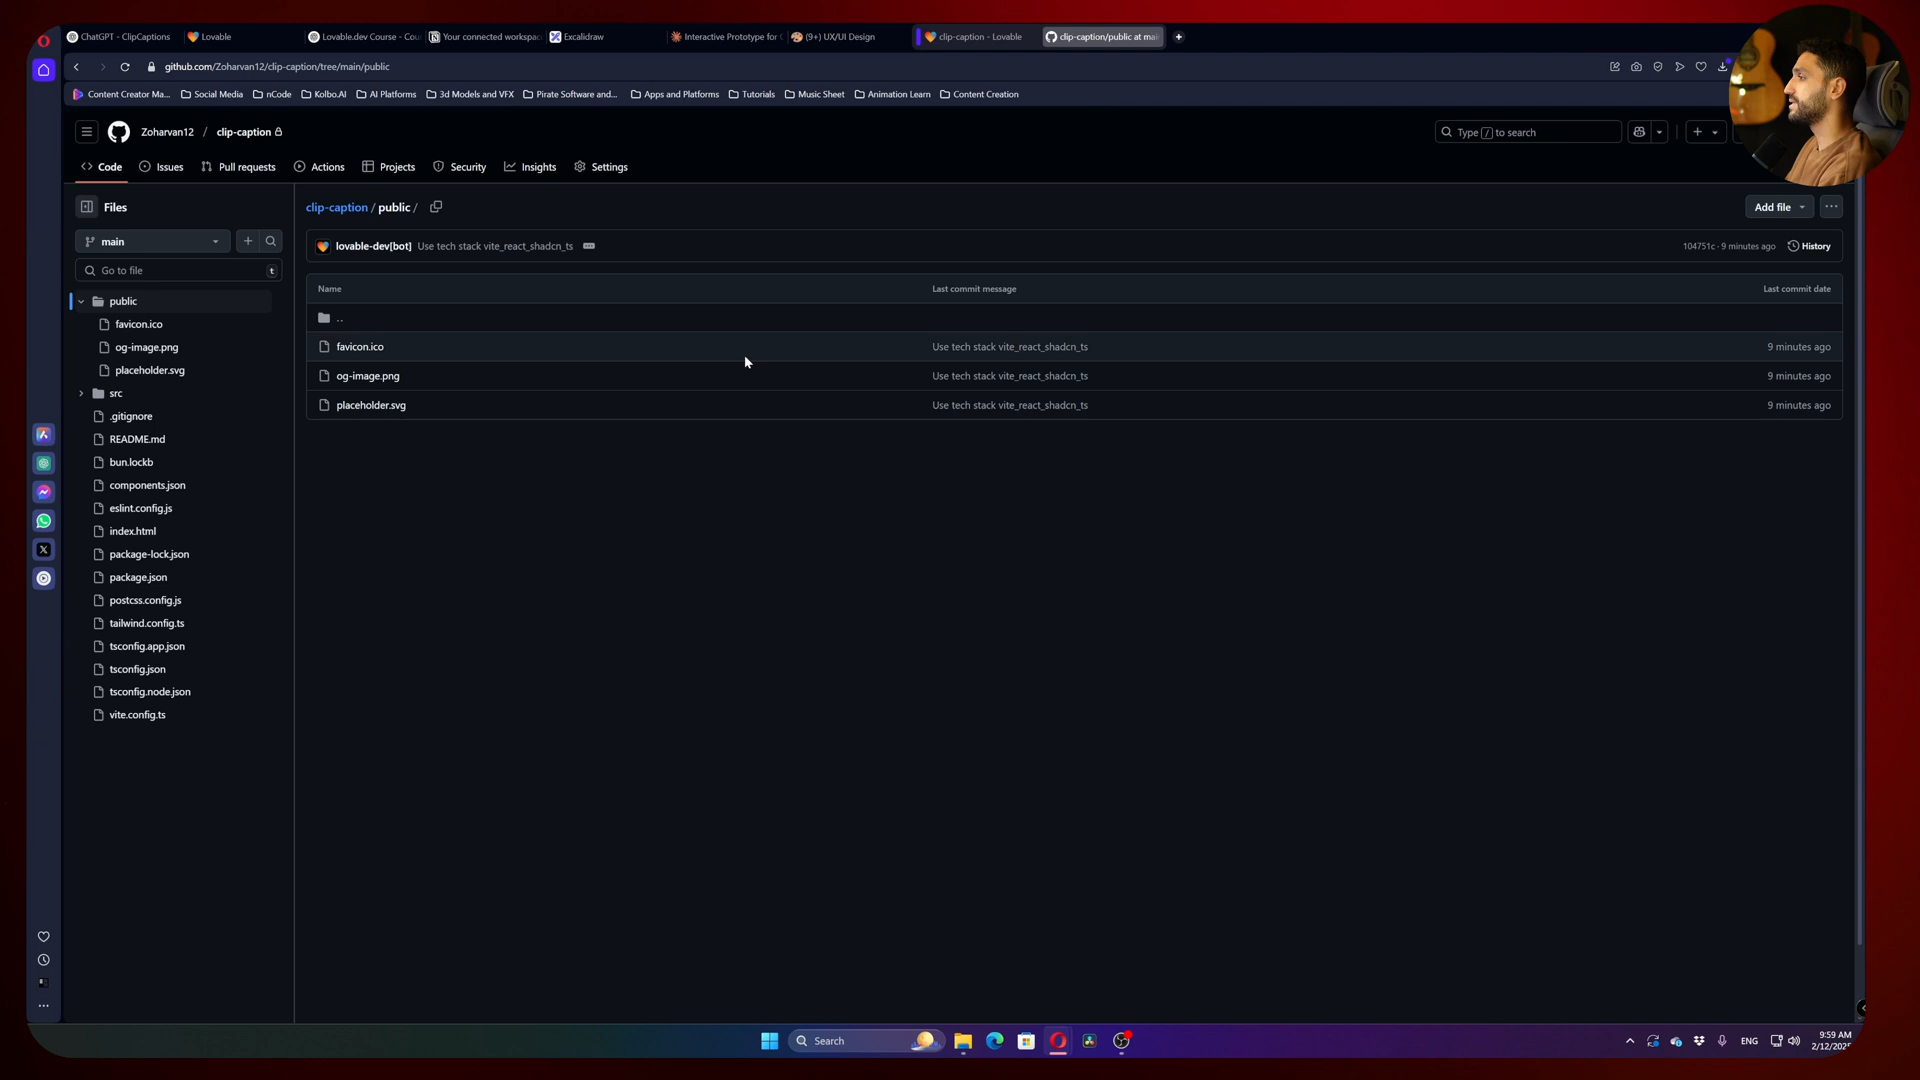 ChatGPT - ClipCaptions
Lovable
Lovable.dev Course - Cou
Your connected workspac
Excalidraw
Interactive Prototype for C
(9+) UX/UI Design
clip-caption - Lovable
clip-caption/public at mai
github.com/Zoharvan12/clip-caption/tree/main/public
Content Creator Ma...
Social Media
nCode
Kolbo.AI
AI Platforms
3d Models and VFX
Pirate Software and...
Apps and Platforms
Tutorials
Music Sheet
Animation Learn
Content Creation
Zoharvan12 / clip-caption
Type / to search
Code
Issues
Pull requests
Actions
Projects
Security
Insights
Settings
Files
clip-caption / public /
Add file
main
lovable-dev[bot] Use tech stack vite_react_shadcn_ts
104751c · 9 minutes ago
History
Go to file
t
Name
Last commit message
Last commit date
..
favicon.ico
Use tech stack vite_react_shadcn_ts
9 minutes ago
og-image.png
Use tech stack vite_react_shadcn_ts
9 minutes ago
placeholder.svg
Use tech stack vite_react_shadcn_ts
9 minutes ago
public
favicon.ico
og-image.png
placeholder.svg
src
.gitignore
README.md
bun.lockb
components.json
eslint.config.js
index.html
package-lock.json
package.json
postcss.config.js
tailwind.config.ts
tsconfig.app.json
tsconfig.json
tsconfig.node.json
vite.config.ts
Search
ENG
9:59 AM
2/12/2025